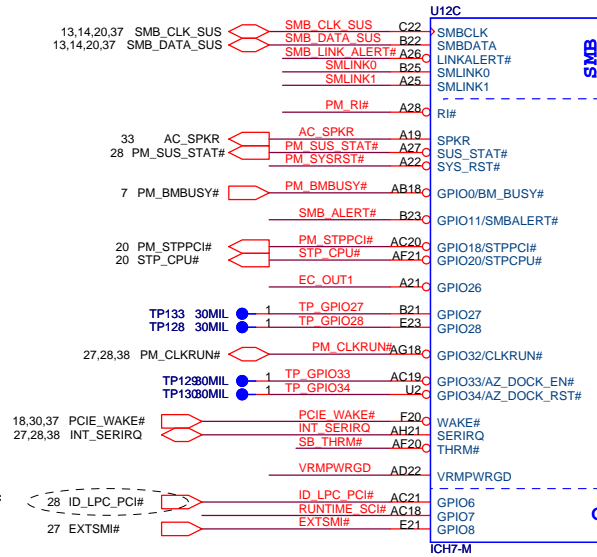 U12C
13,14,20,37 SMB_CLK_SUS SMB_CLK_SUS C22 SMBCLK
13,14,20,37 SMB_DATA_SUS SMB_DATA_SUS B22 SMBDATA
SMB_LINK_ALERT# A26 LINKALERT#
SMLINK0 B25 SMLINK0
SMLINK1 A25 SMLINK1
SMB
PM_RI# A28 RI#
33 AC_SPKR AC_SPKR A19 SPKR
28 PM_SUS_STAT# PM_SUS_STAT# A27 SUS_STAT#
PM_SYSRST# A22 SYS_RST#
7 PM_BMBUSY# PM_BMBUSY# AB18 GPIO0/BM_BUSY#
SMB_ALERT# B23 GPIO11/SMBALERT#
20 PM_STPPCI# PM_STPPCI# AC20 GPIO18/STPPCI#
20 STP_CPU# STP_CPU# AF21 GPIO20/STPCPU#
EC_OUT1 A21 GPIO26
TP133 30MIL 1 TP_GPIO27 B21 GPIO27
TP128 30MIL 1 TP_GPIO28 E23 GPIO28
27,28,38 PM_CLKRUN# PM_CLKRUN# AG18 GPIO32/CLKRUN#
TP129 30MIL 1 TP_GPIO33 AC19 GPIO33/AZ_DOCK_EN#
TP130 30MIL 1 TP_GPIO34 U2 GPIO34/AZ_DOCK_RST#
18,30,37 PCIE_WAKE# PCIE_WAKE# F20 WAKE#
27,28,38 INT_SERIRQ INT_SERIRQ AH21 SERIRQ
SB_THRM# AF20 THRM#
VRMPWRGD AD22 VRMPWRGD
28 ID_LPC_PCI# ID_LPC_PCI# AC21 GPIO6
RUNTIME_SCI# AC18 GPIO7
27 EXTSMI# EXTSMI# E21 GPIO8
ICH7-M